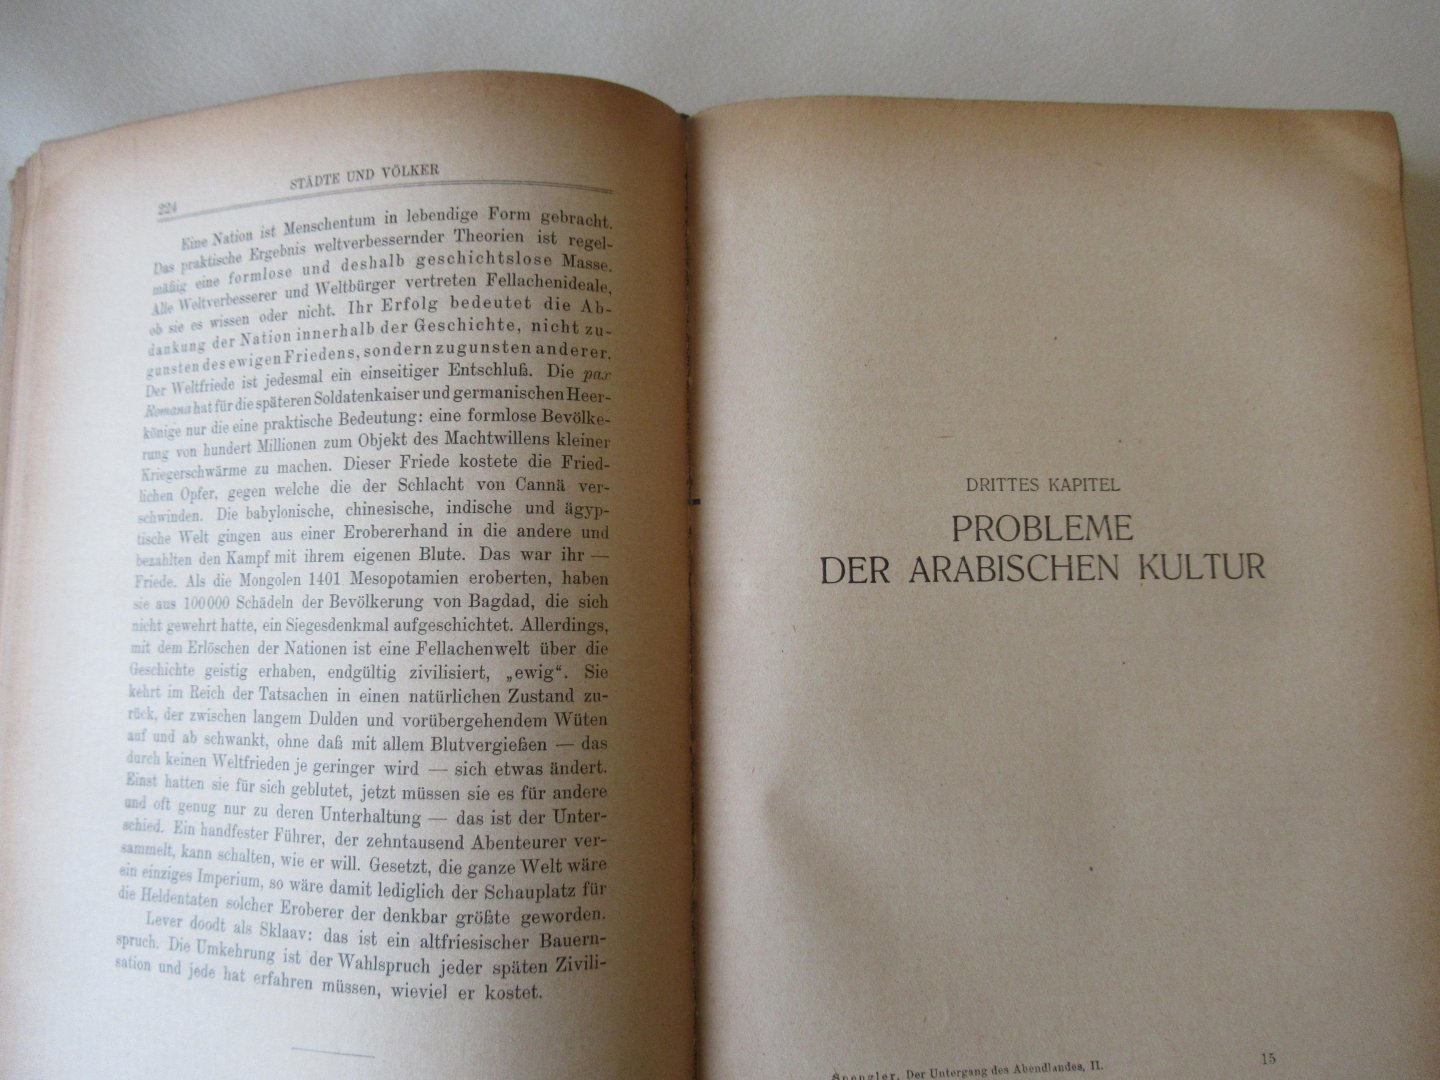 STÄDTE UND VÖLKER
224
Eine Nation ist Menschentum in lebendige Form gebracht.
Das praktische Ergebnis weltverbessernder Theorien ist regel-
mäßig eine formlose und deshalb geschichtslose Masse.
Alle Weltverbesserer und Weltbürger vertreten Fellachenideale,
ob sie es wissen oder nicht. Ihr Erfolg bedeutet die Ab-
dankung der Nation innerhalb der Geschichte, nicht zu-
gunsten des ewigen Friedens, sondern zugunsten anderer.
Der Weltfriede ist jedesmal ein einseitiger Entschluß. Die pax
Romana hat für die späteren Soldatenkaiser und germanischen Heer-
könige nur die eine praktische Bedeutung: eine formlose Bevölke-
rung von hundert Millionen zum Objekt des Machtwillens kleiner
Kriegerschwärme zu machen. Dieser Friede kostete die Fried-
lichen Opfer, gegen welche die der Schlacht von Cannä ver-
schwinden. Die babylonische, chinesische, indische und ägyp-
tische Welt gingen aus einer Erobererhand in die andere und
bezahlten den Kampf mit ihrem eigenen Blute. Das war ihr —
Friede. Als die Mongolen 1401 Mesopotamien eroberten, haben
sie aus 100000 Schädeln der Bevölkerung von Bagdad, die sich
nicht gewehrt hatte, ein Siegesdenkmal aufgeschichtet. Allerdings,
mit dem Erlöschen der Nationen ist eine Fellachenwelt über die
Geschichte geistig erhaben, endgültig zivilisiert, „ewig“. Sie
kehrt im Reich der Tatsachen in einen natürlichen Zustand zu-
rück, der zwischen langem Dulden und vorübergehendem Wüten
auf und ab schwankt, ohne daß mit allem Blutvergießen — das
durch keinen Weltfrieden je geringer wird — sich etwas ändert.
Einst hatten sie für sich geblutet, jetzt müssen sie es für andere
und oft genug nur zu deren Unterhaltung — das ist der Unter-
schied. Ein handfester Führer, der zehntausend Abenteurer ver-
sammelt, kann schalten, wie er will. Gesetzt, die ganze Welt wäre
ein einziges Imperium, so wäre damit lediglich der Schauplatz für
die Heldentaten solcher Eroberer der denkbar größte geworden.
Lever doodt als Sklaav: das ist ein altfriesischer Bauern-
spruch. Die Umkehrung ist der Wahlspruch jeder späten Zivili-
sation und jede hat erfahren müssen, wieviel er kostet.
DRITTES KAPITEL
PROBLEME
DER ARABISCHEN KULTUR
Spengler, Der Untergang des Abendlandes, II.
15